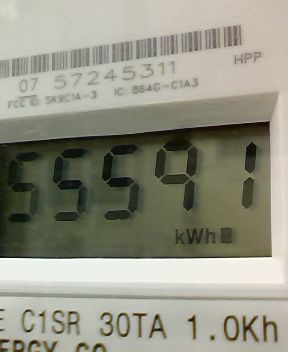 07 57245311
HPP
FCC ID: SK9C1A-3 IC: 864G-C1A3
55591
kWh
C1SR 30TA 1.0Kh